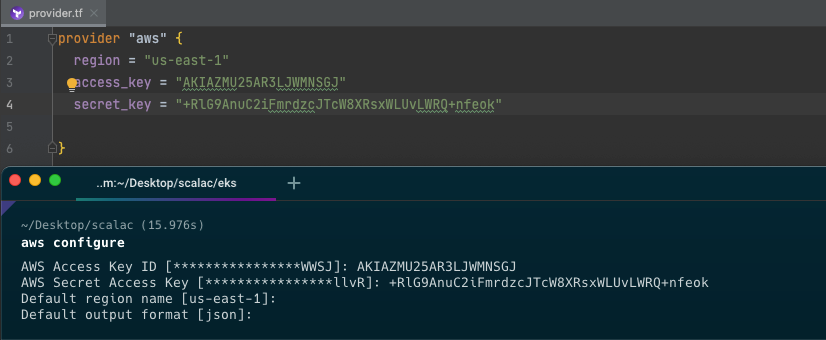 provider.tf
1 provider "aws" {
2 region = "us-east-1"
3 access_key = "AKIAZMU25AR3LJWMNSGJ"
4 secret_key = "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"
5
6 }
..m:~/Desktop/scalac/eks
~/Desktop/scalac (15.976s)
aws configure
AWS Access Key ID [****************WWSJ]: AKIAZMU25AR3LJWMNSGJ
AWS Secret Access Key [****************llvR]: 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
Default region name [us-east-1]:
Default output format [json]: